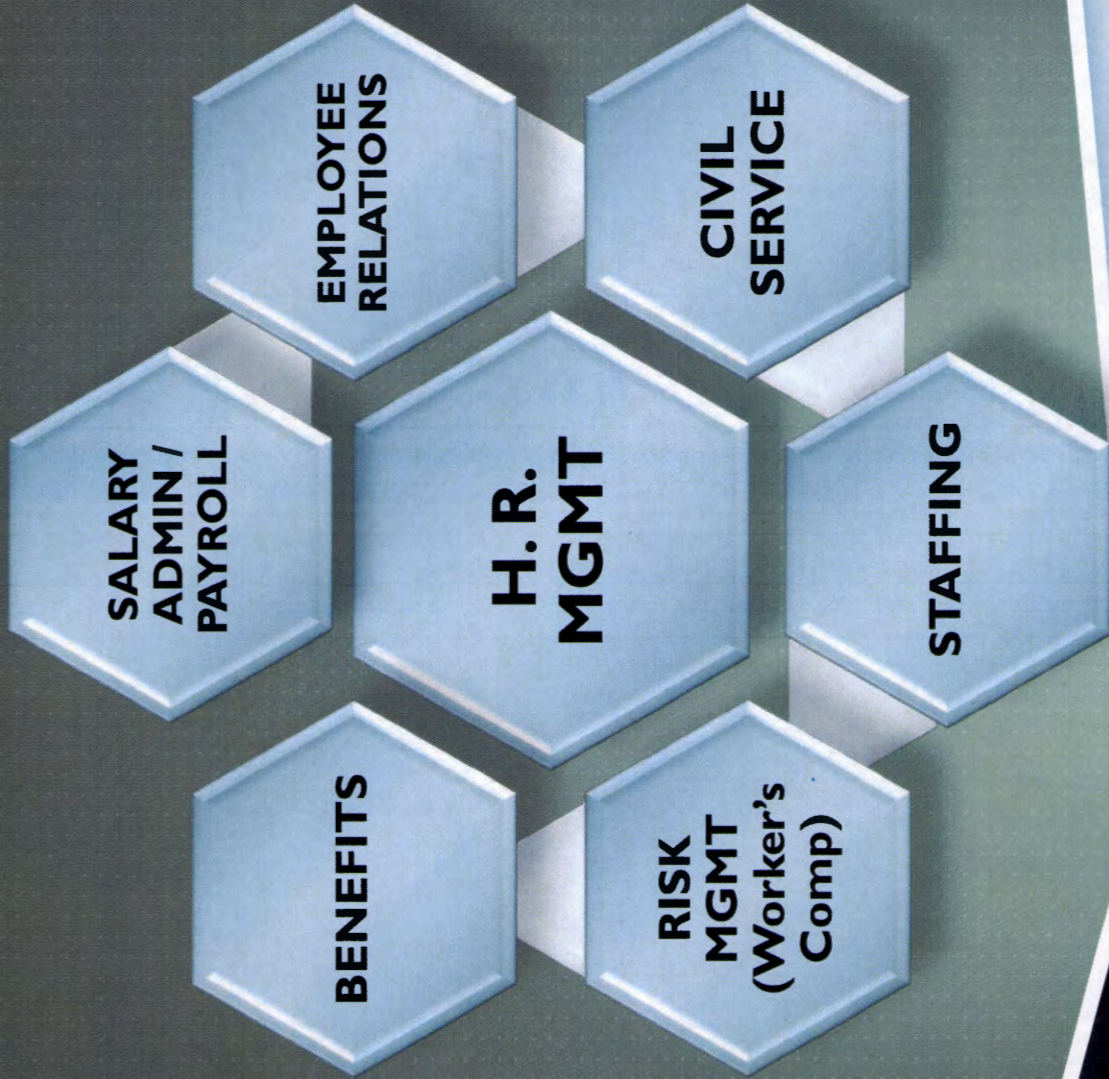 SALARY
ADMIN /
PAYROLL
BENEFITS
EMPLOYEE
RELATIONS
H. R.
MGMT
RISK
MGMT
(Worker's
Comp)
CIVIL
SERVICE
STAFFING